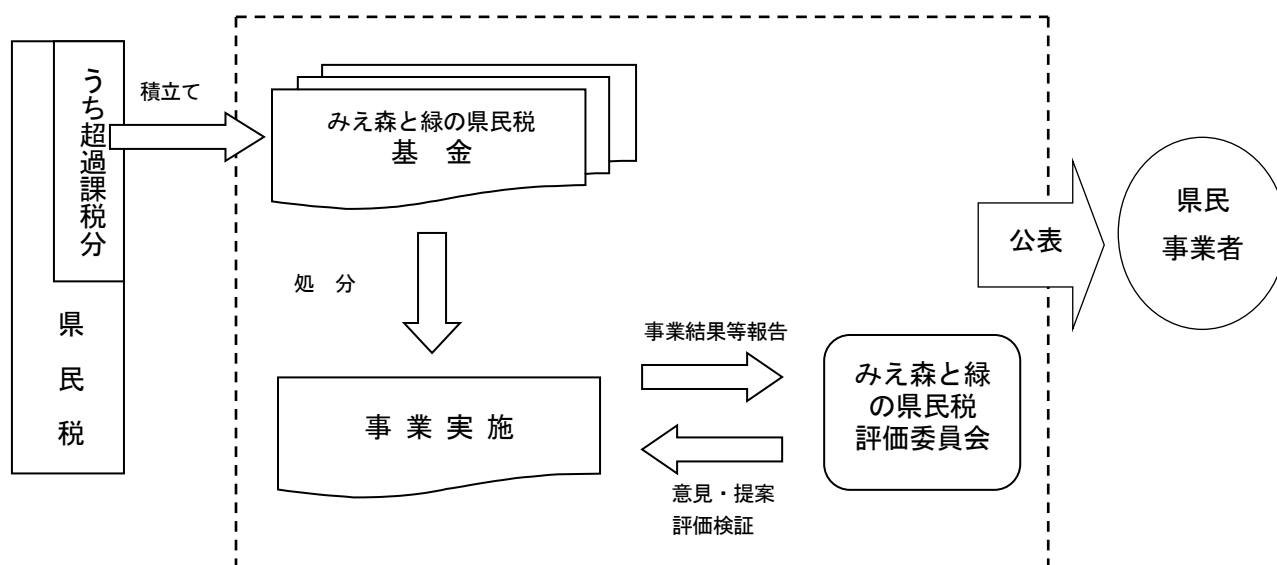 うち超過課税分
県民税
積立て
みえ森と緑の県民税
基　金
処　分
事 業 実 施
事業結果等報告
意見・提案
評価検証
みえ森と緑
の県民税
評価委員会
公表
県民
事業者